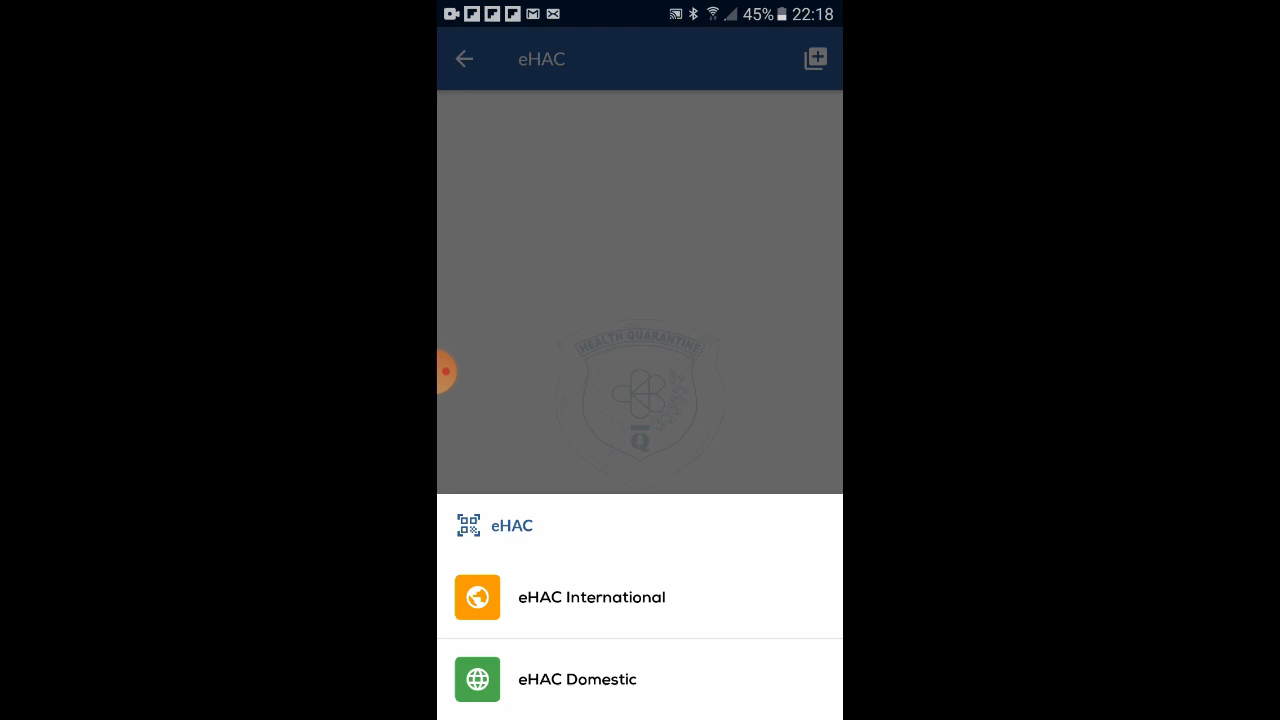 45% 22:18
eHAC
HEALTH QUARANTINE
Q
eHAC
eHAC International
eHAC Domestic